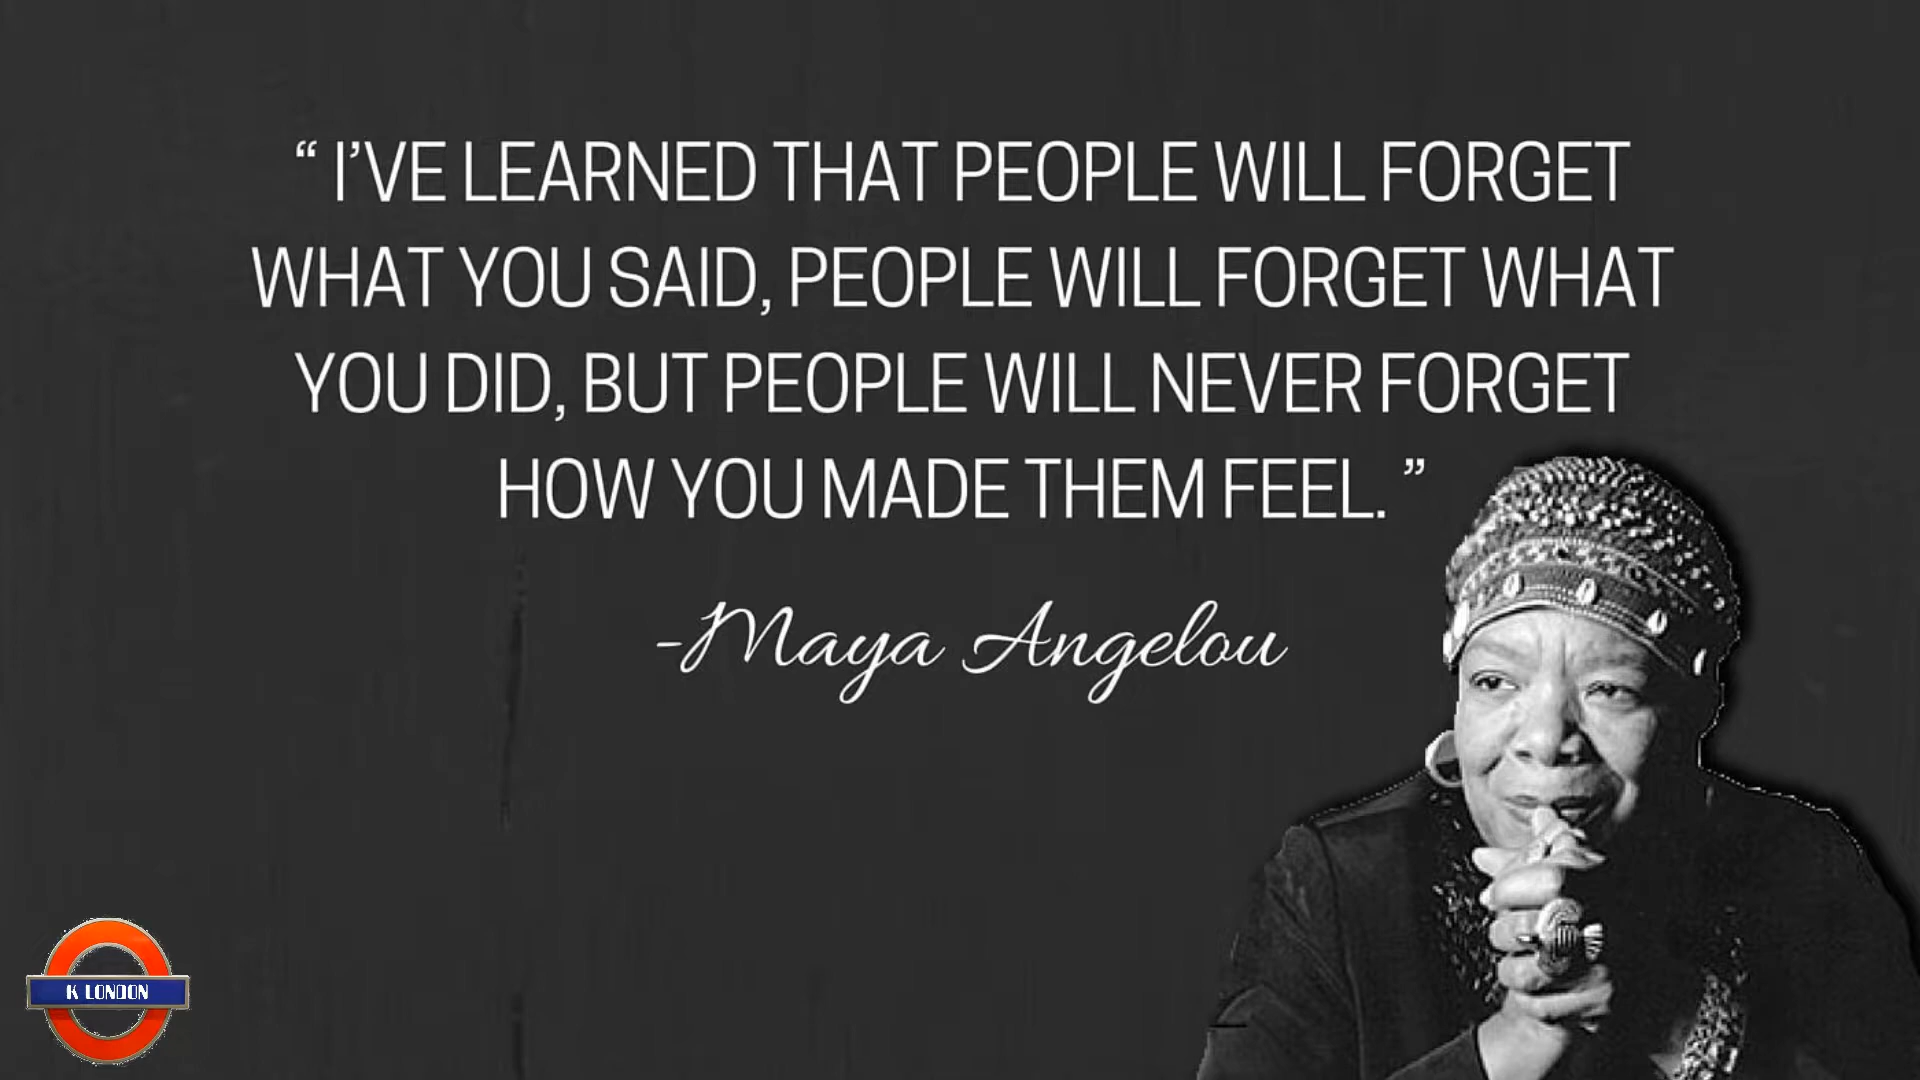 “ I’VE LEARNED THAT PEOPLE WILL FORGET
WHAT YOU SAID, PEOPLE WILL FORGET WHAT
YOU DID, BUT PEOPLE WILL NEVER FORGET
HOW YOU MADE THEM FEEL. ”
-Maya Angelou
K LONDON